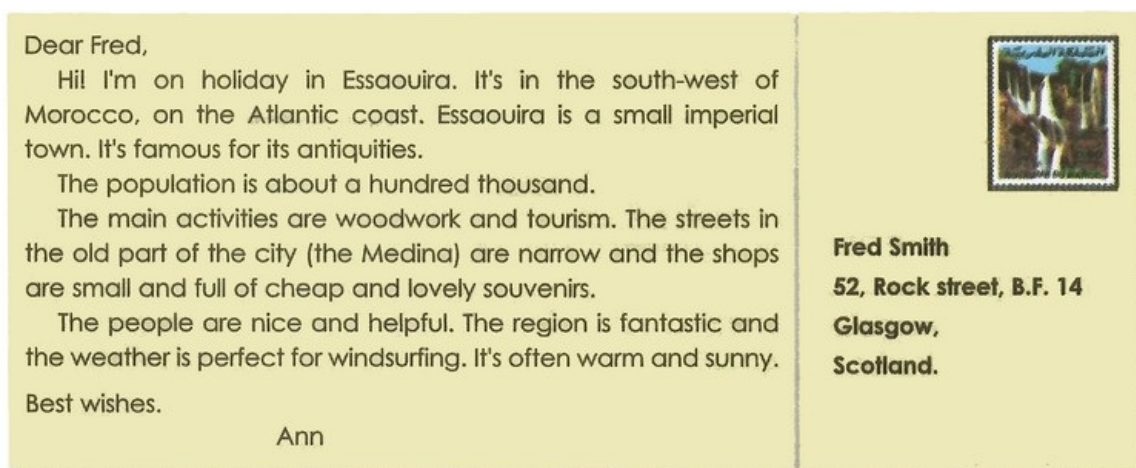 Dear Fred,
Hi! I'm on holiday in Essaouira. It's in the south-west of
Morocco, on the Atlantic coast. Essaouira is a small imperial
town. It's famous for its antiquities.
The population is about a hundred thousand.
The main activities are woodwork and tourism. The streets in
the old part of the city (the Medina) are narrow and the shops
are small and full of cheap and lovely souvenirs.
The people are nice and helpful. The region is fantastic and
the weather is perfect for windsurfing. It's often warm and sunny.
Best wishes.
Ann
Fred Smith
52, Rock street, B.F. 14
Glasgow,
Scotland.